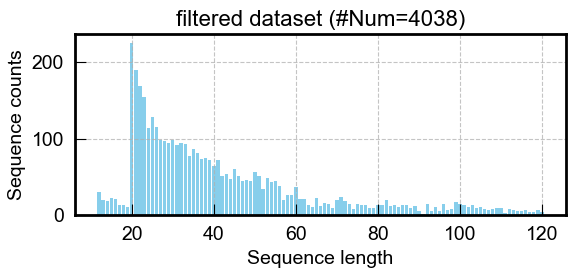 filtered dataset (#Num=4038)
Sequence counts
200
100
0
20 40 60 80 100 120
Sequence length